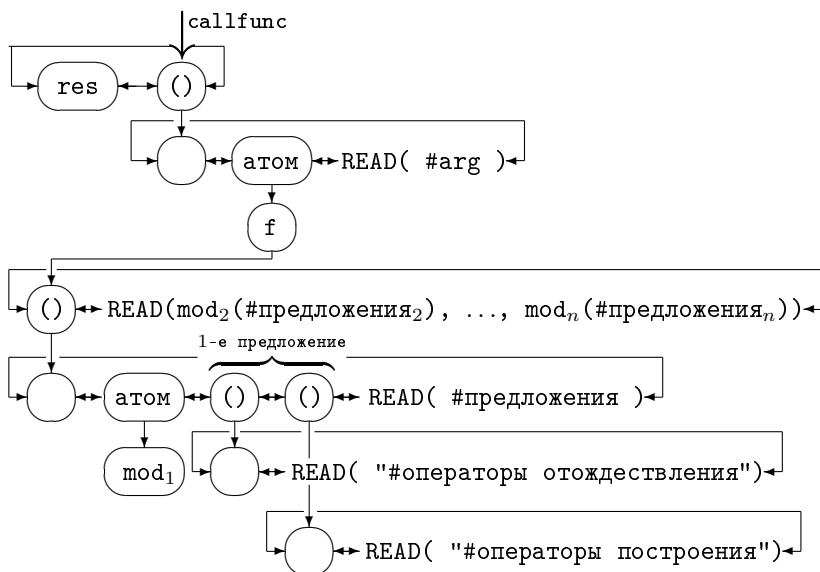 callfunc
res ()
атом READ( #arg )
f
() READ(mod₂(#предложения₂), ..., modₙ(#предложенияₙ))
1-е предложение
атом () () READ( #предложения )
mod₁ READ( "#операторы отождествления")
READ( "#операторы построения")